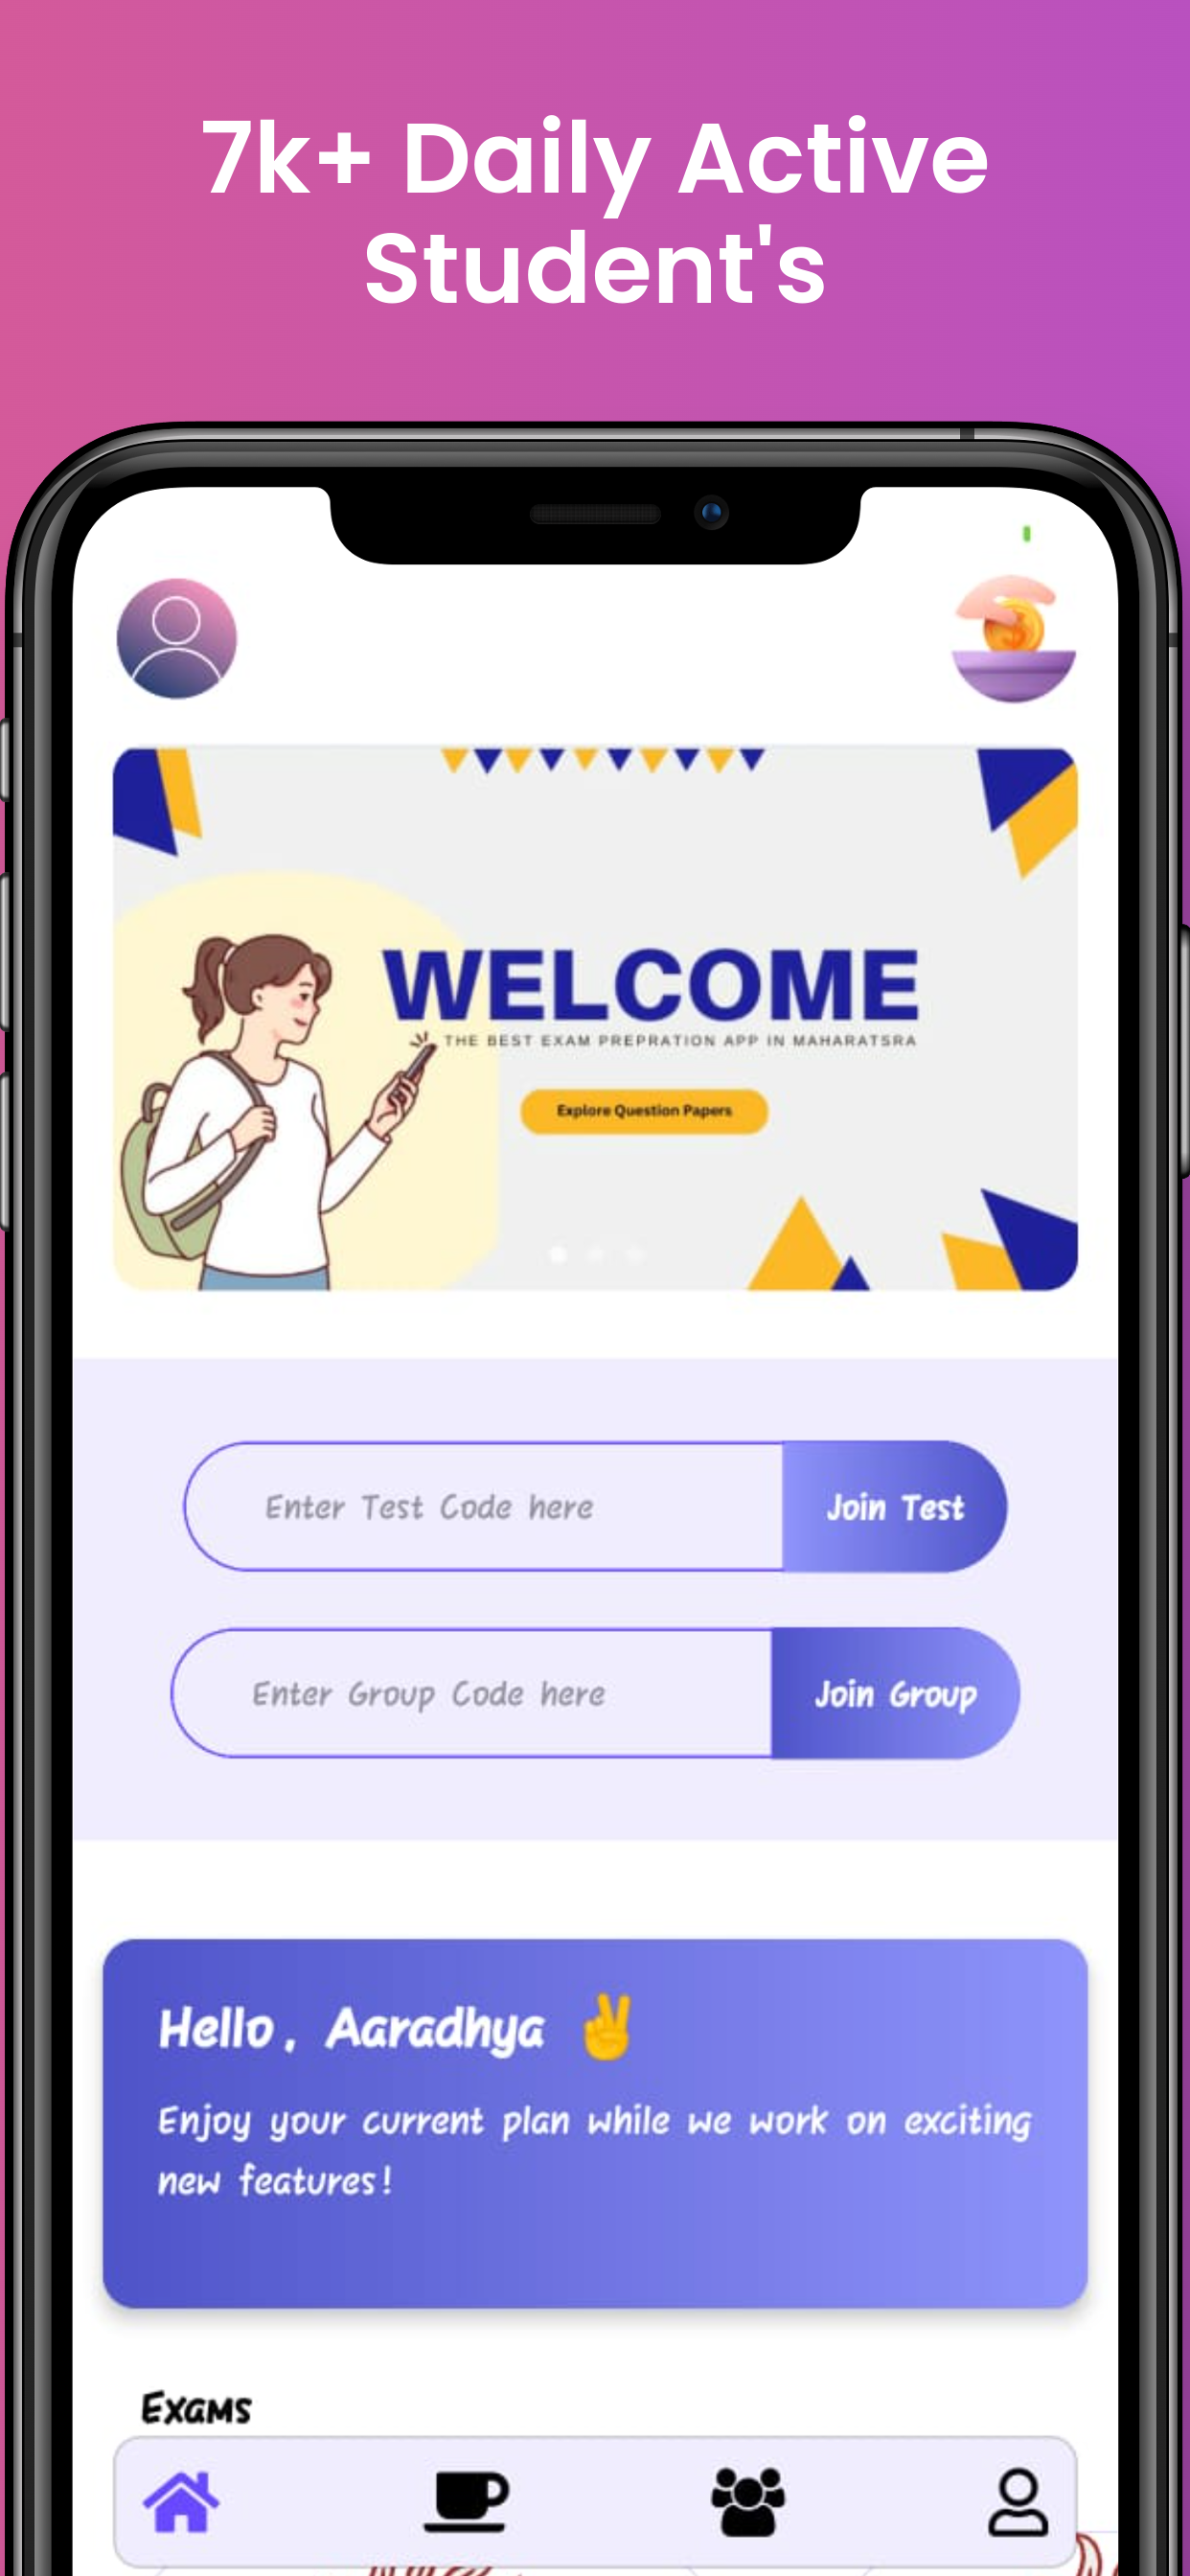 7k+ Daily Active
Student's
WELCOME
THE BEST EXAM PREPRATION APP IN MAHARATSRA
Explore Question Papers
Enter Test Code here
Join Test
Enter Group Code here
Join Group
Hello, Aaradhya ✌️
Enjoy your current plan while we work on exciting
new features!
Exams